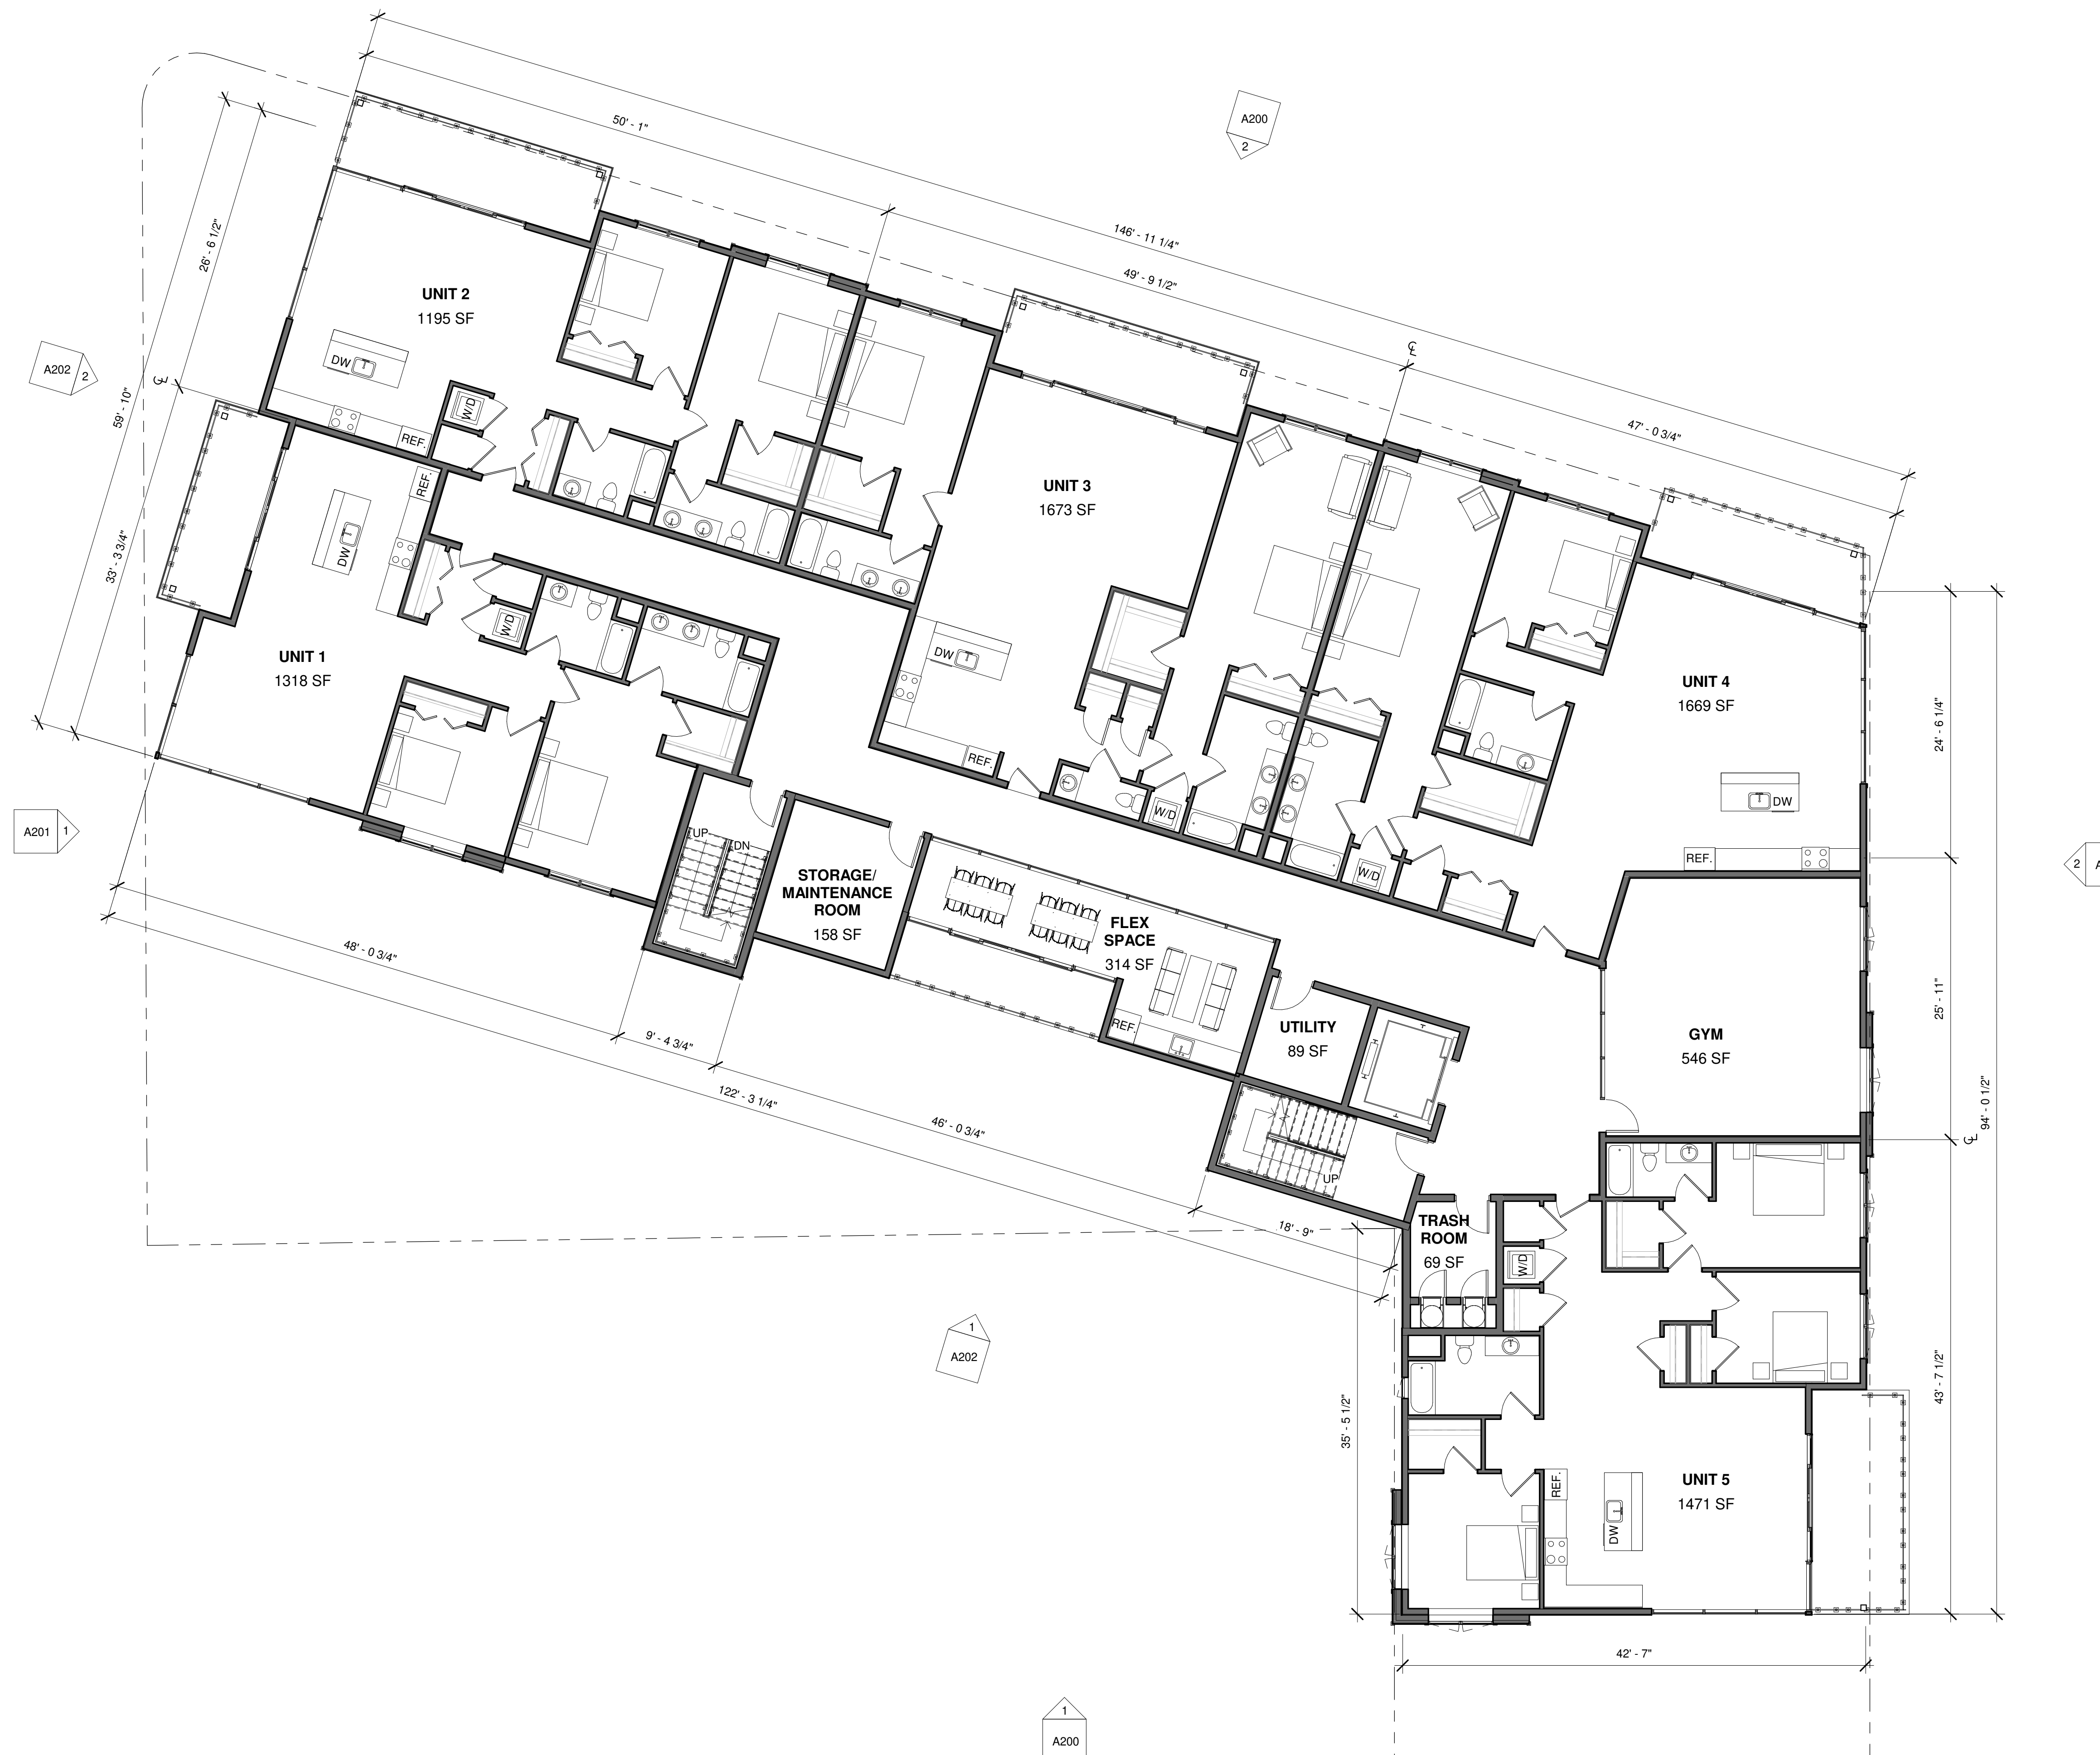 50' - 1"
A200
2
146' - 11 1/4"
49' - 9 1/2"
26' - 6 1/2"
UNIT 2
1195 SF
DW
W/D
REF.
A202
2
59' - 10"
33' - 3 3/4"
47' - 0 3/4"
UNIT 3
1673 SF
DW
REF.
W/D
REF.
DW
W/D
UNIT 1
1318 SF
UNIT 4
1669 SF
DW
REF.
W/D
24' - 6 1/4"
A201
1
2
A
UP
DN
STORAGE/
MAINTENANCE
ROOM
158 SF
FLEX
SPACE
314 SF
REF.
UTILITY
89 SF
GYM
546 SF
25' - 11"
94' - 0 1/2"
48' - 0 3/4"
9' - 4 3/4"
122' - 3 1/4"
46' - 0 3/4"
18' - 9"
UP
TRASH
ROOM
69 SF
W/D
1
A202
35' - 5 1/2"
43' - 7 1/2"
REF.
DW
UNIT 5
1471 SF
42' - 7"
1
A200